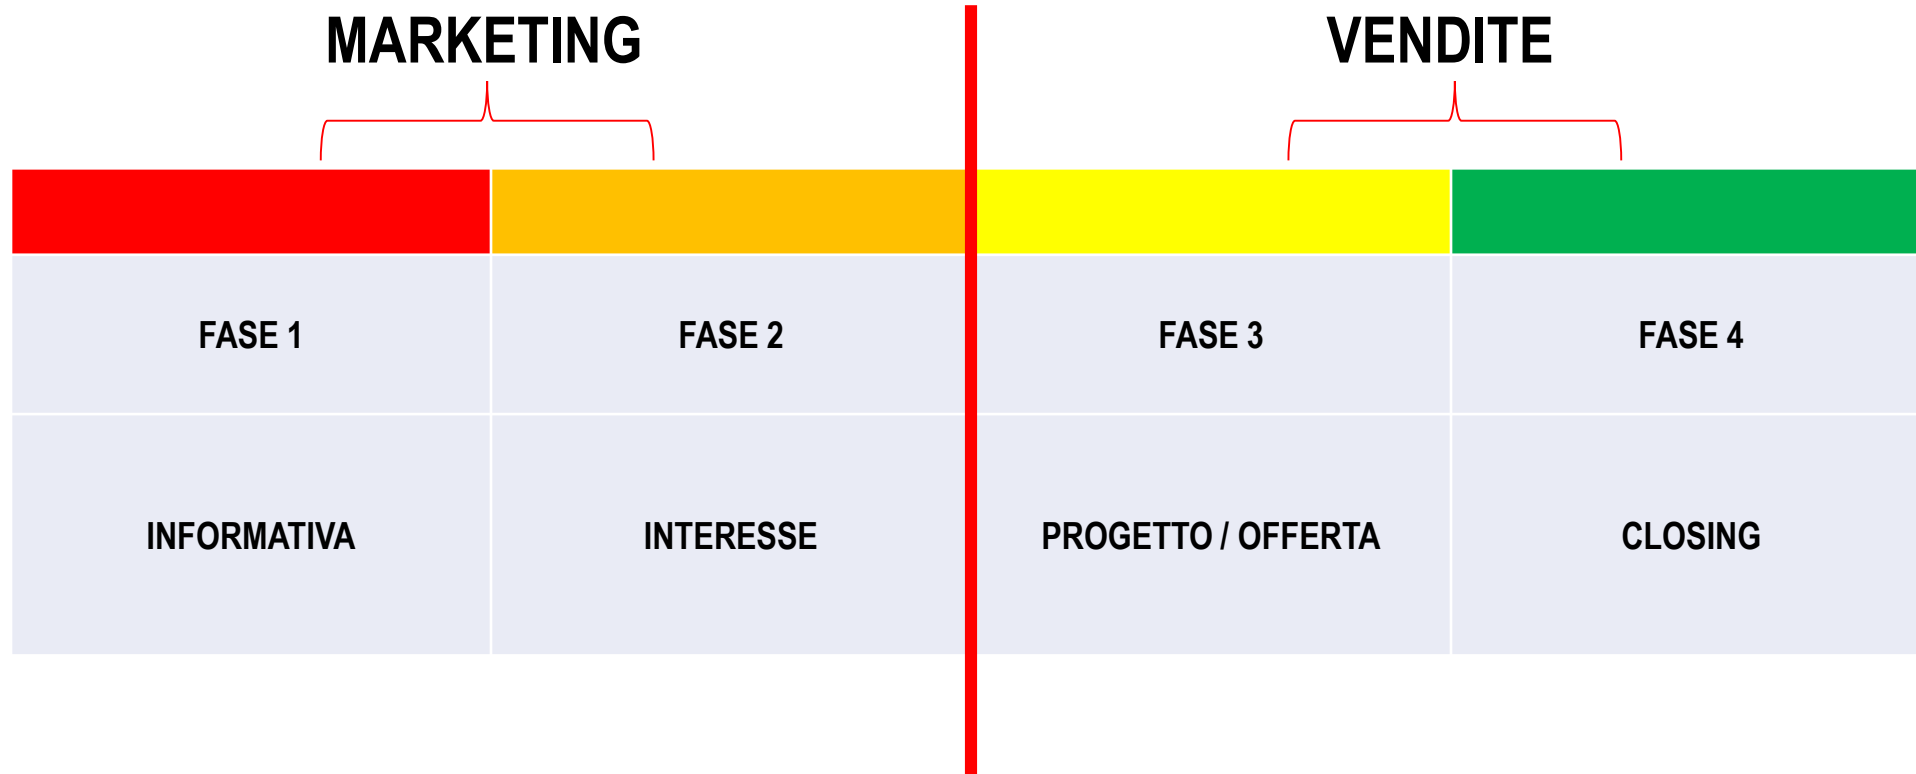 MARKETING
VENDITE
FASE 1
FASE 2
FASE 3
FASE 4
INFORMATIVA
INTERESSE
PROGETTO / OFFERTA
CLOSING